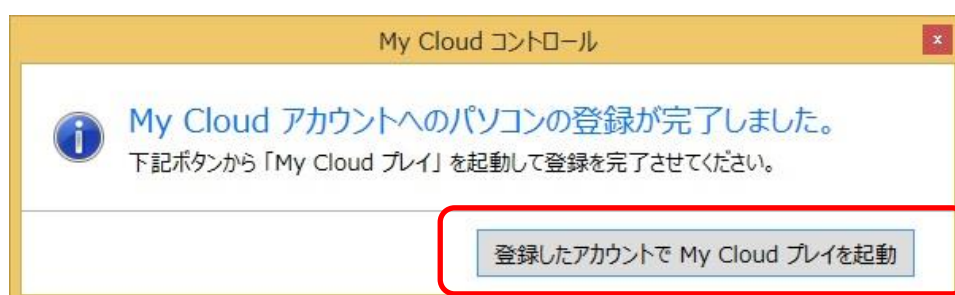 My Cloud コントロール
My Cloud アカウントへのパソコンの登録が完了しました。
下記ボタンから「My Cloud プレイ」を起動して登録を完了させてください。
登録したアカウントで My Cloud プレイを起動